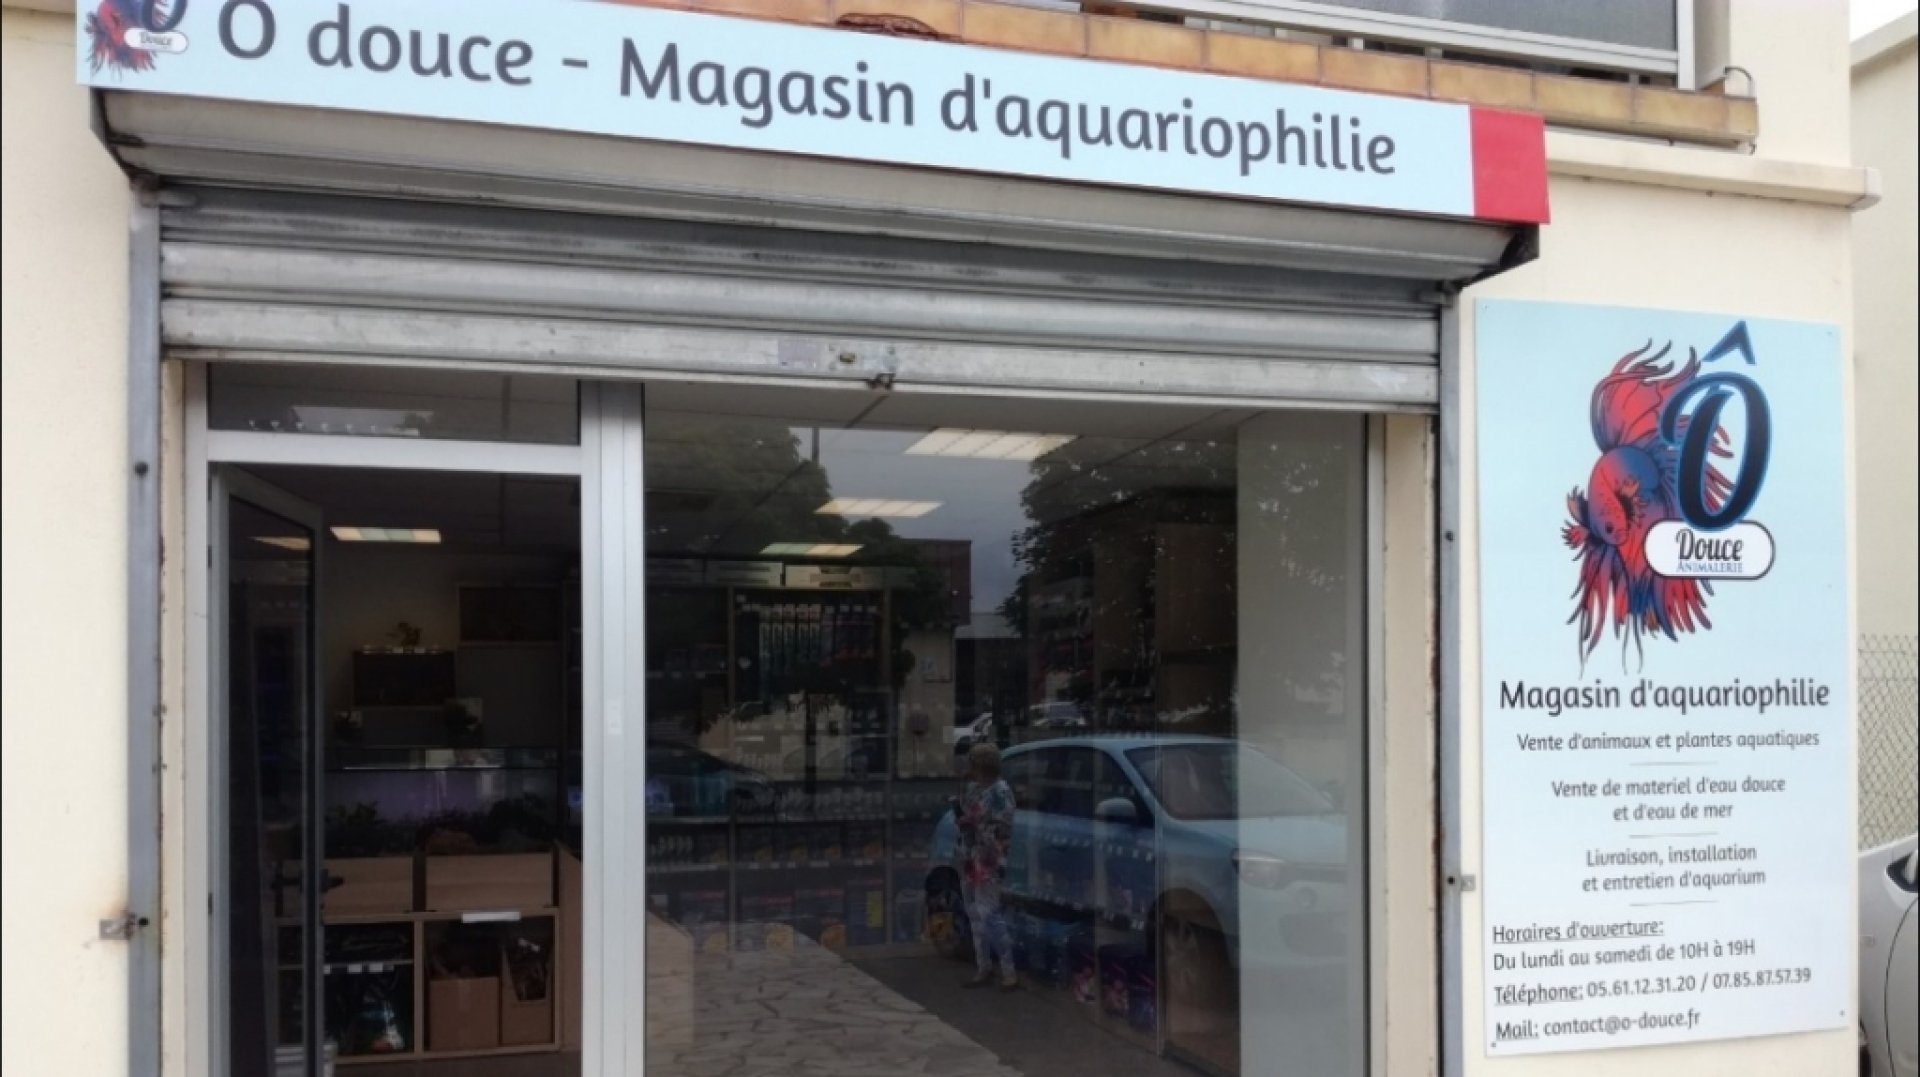 Ô douce - Magasin d'aquariophilie
Douce
Ô
Douce
ANIMALERIE
Magasin d'aquariophilie
Vente d'animaux et plantes aquatiques
Vente de materiel d'eau douce
et d'eau de mer
Livraison, installation
et entretien d'aquarium
Horaires d'ouverture:
Du lundi au samedi de 10H à 19H
Téléphone: 05.61.12.31.20 / 07.85.87.57.39
Mail: contact@o-douce.fr